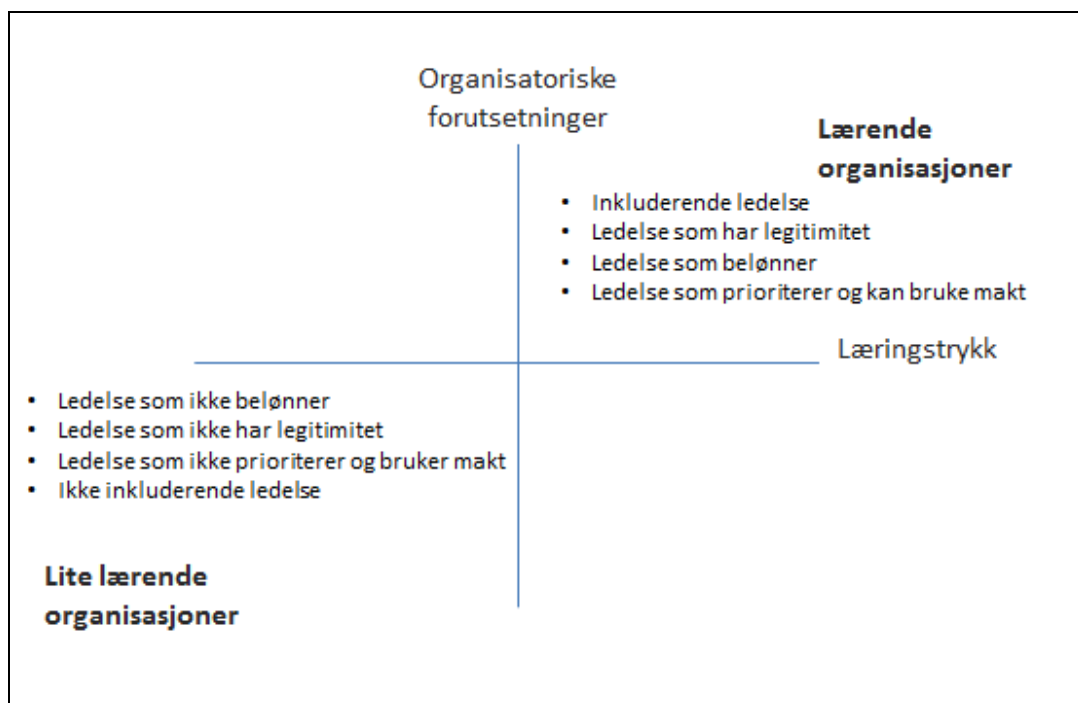 Organisatoriske
forutsetninger
Lærende
organisasjoner
• Inkluderende ledelse
• Ledelse som har legitimitet
• Ledelse som belønner
• Ledelse som prioriterer og kan bruke makt
Læringstrykk
• Ledelse som ikke belønner
• Ledelse som ikke har legitimitet
• Ledelse som ikke prioriterer og bruker makt
• Ikke inkluderende ledelse
Lite lærende
organisasjoner